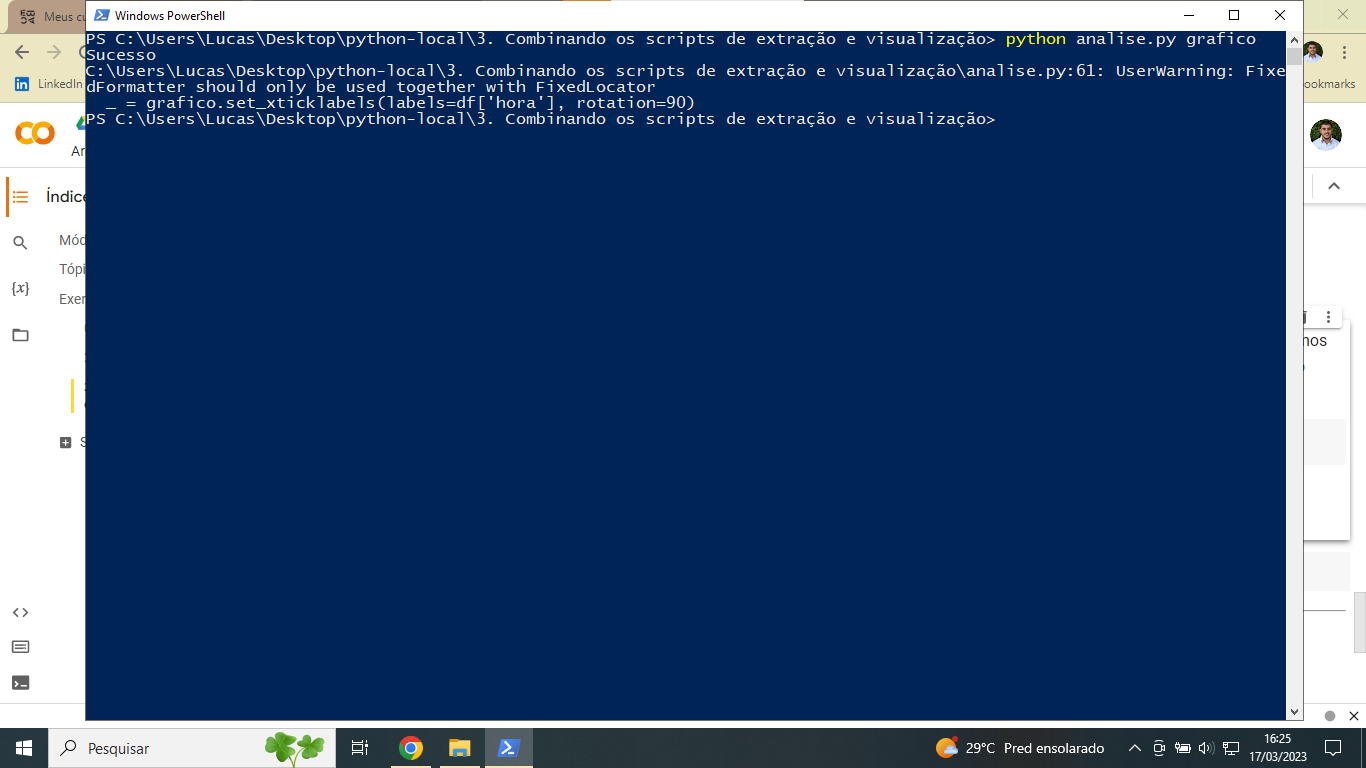 Meus cu
Windows PowerShell
LinkedIn
ookmarks
PS C:\Users\Lucas\Desktop\python-local\3. Combinando os scripts de extração e visualização> python analise.py grafico
Sucesso
C:\Users\Lucas\Desktop\python-local\3. Combinando os scripts de extração e visualização\analise.py:61: UserWarning: Fixe
dFormatter should only be used together with FixedLocator
_ = grafico.set_xticklabels(labels=df['hora'], rotation=90)
PS C:\Users\Lucas\Desktop\python-local\3. Combinando os scripts de extração e visualização>
Ar
Índice
Mód
Tópi
Exer
{x}
nos
S
Pesquisar
29°C Pred ensolarado
16:25
17/03/2023